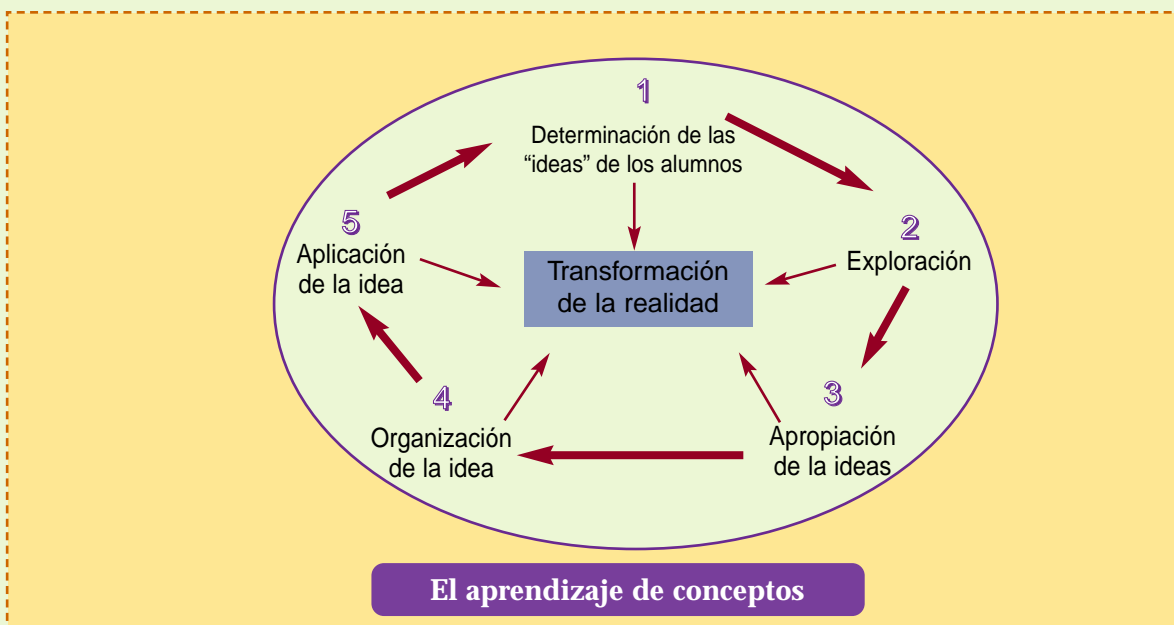 1
Determinación de las
“ideas” de los alumnos
2
Exploración
3
Apropiación
de la ideas
4
Organización
de la idea
5
Aplicación
de la idea
Transformación
de la realidad
El aprendizaje de conceptos